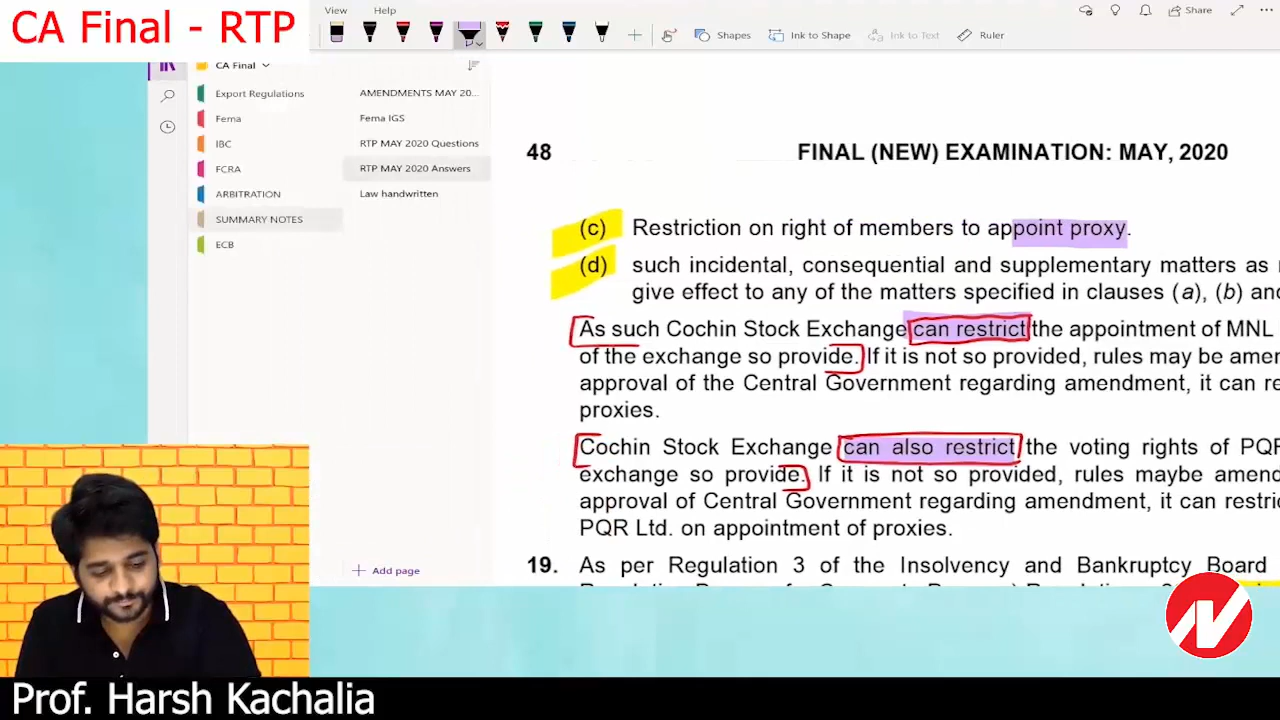 CA Final - RTP
View Help
Shapes Ink to Shape Ink to Text Ruler Share
CA Final
Export Regulations
Fema
IBC
FCRA
ARBITRATION
SUMMARY NOTES
ECB
AMENDMENTS MAY 20...
Fema IGS
RTP MAY 2020 Questions
RTP MAY 2020 Answers
Law handwritten
Add page
48 FINAL (NEW) EXAMINATION: MAY, 2020
(c) Restriction on right of members to appoint proxy.
(d) such incidental, consequential and supplementary matters as
give effect to any of the matters specified in clauses (a), (b) and
As such Cochin Stock Exchange can restrict the appointment of MNL
of the exchange so provide. If it is not so provided, rules may be amen
approval of the Central Government regarding amendment, it can re
proxies.
Cochin Stock Exchange can also restrict the voting rights of PQR
exchange so provide. If it is not so provided, rules maybe amend
approval of Central Government regarding amendment, it can restric
PQR Ltd. on appointment of proxies.
19. As per Regulation 3 of the Insolvency and Bankruptcy Board
Prof. Harsh Kachalia